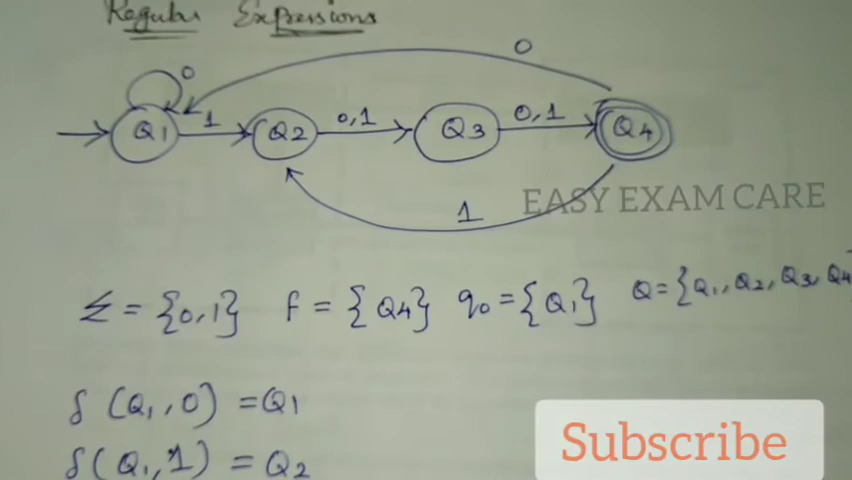 Regular Expressions
0
0
Q1 1 Q2 0,1 Q3 0,1 Q4
1
EASY EXAM CARE
Σ = {0,1} F = {Q4} q0 = {Q1} Q = {Q1, Q2, Q3, Q4
δ (Q1, 0) = Q1
δ(Q1, 1) = Q2
Subscribe